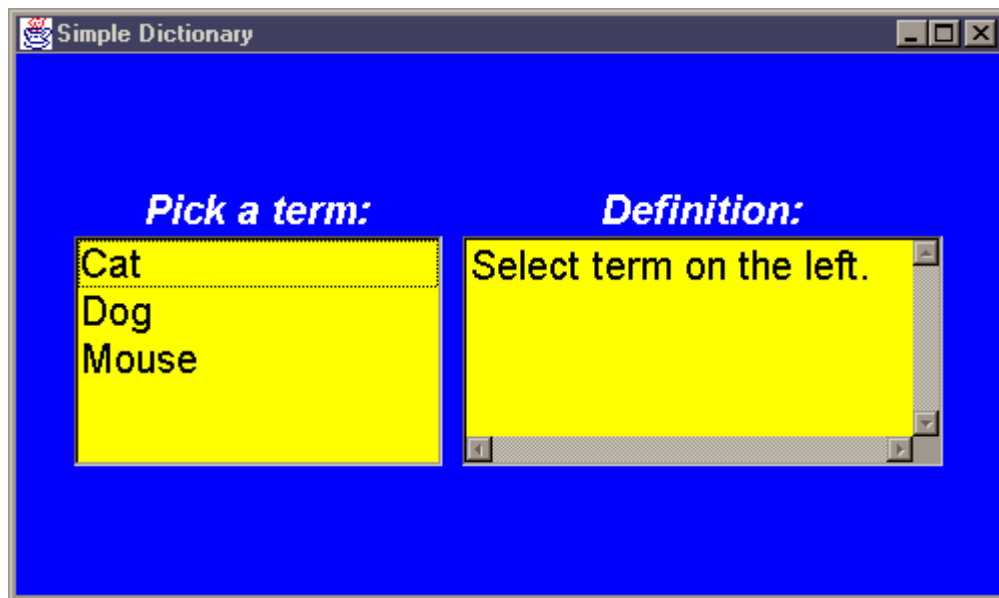 Simple Dictionary
Pick a term:
Definition:
Cat
Dog
Mouse
Select term on the left.